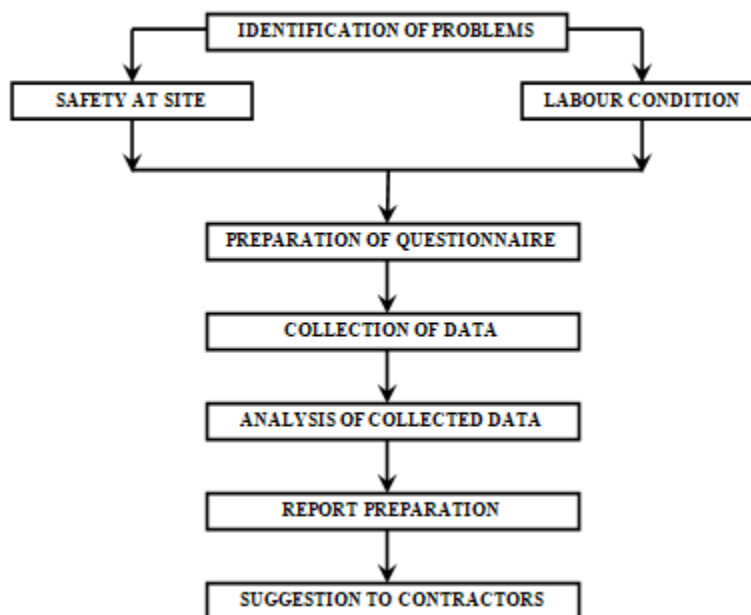 IDENTIFICATION OF PROBLEMS
SAFETY AT SITE
LABOUR CONDITION
PREPARATION OF QUESTIONNAIRE
COLLECTION OF DATA
ANALYSIS OF COLLECTED DATA
REPORT PREPARATION
SUGGESTION TO CONTRACTORS